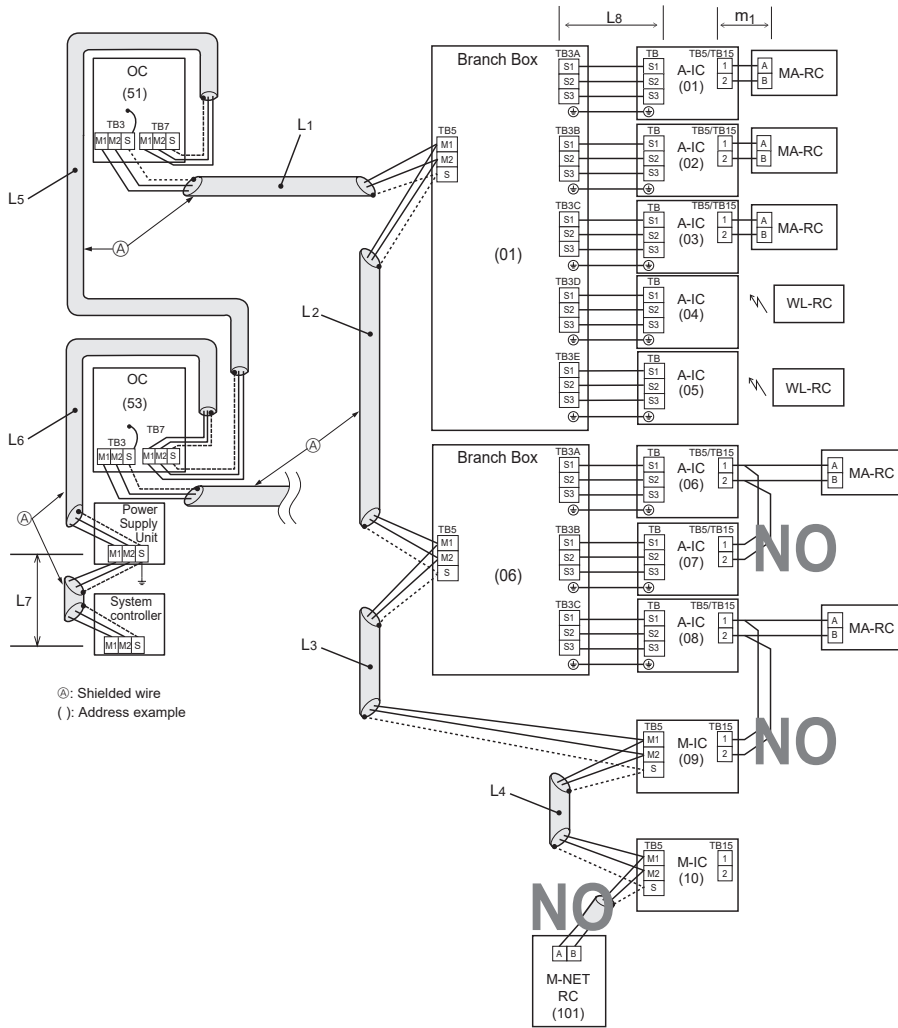 L8
m1
L5
OC
(51)
TB3
TB7
M1 M2 S
M1 M2 S
L1
Ⓐ
Branch Box
TB5
M1
M2
S
(01)
TB3A
S1
S2
S3
TB
S1
S2
S3
A-IC
(01)
TB5/TB15
1
2
A
B
MA-RC
TB3B
S1
S2
S3
TB
S1
S2
S3
A-IC
(02)
TB5/TB15
1
2
A
B
MA-RC
TB3C
S1
S2
S3
TB
S1
S2
S3
A-IC
(03)
TB5/TB15
1
2
A
B
MA-RC
TB3D
S1
S2
S3
TB
S1
S2
S3
A-IC
(04)
WL-RC
TB3E
S1
S2
S3
TB
S1
S2
S3
A-IC
(05)
WL-RC
L2
Ⓐ
L6
OC
(53)
TB3
TB7
M1 M2 S
M1 M2 S
Ⓐ
Power
Supply
Unit
M1 M2 S
L7
System
controller
M1 M2 S
Ⓐ: Shielded wire
( ): Address example
Branch Box
TB5
M1
M2
S
(06)
TB3A
S1
S2
S3
TB
S1
S2
S3
A-IC
(06)
TB5/TB15
1
2
A
B
MA-RC
TB3B
S1
S2
S3
TB
S1
S2
S3
A-IC
(07)
TB5/TB15
1
2
NO
TB3C
S1
S2
S3
TB
S1
S2
S3
A-IC
(08)
TB5/TB15
1
2
A
B
MA-RC
L3
TB5
M1
M2
S
M-IC
(09)
TB15
1
2
NO
L4
TB5
M1
M2
S
M-IC
(10)
TB15
1
2
NO
A B
M-NET
RC
(101)